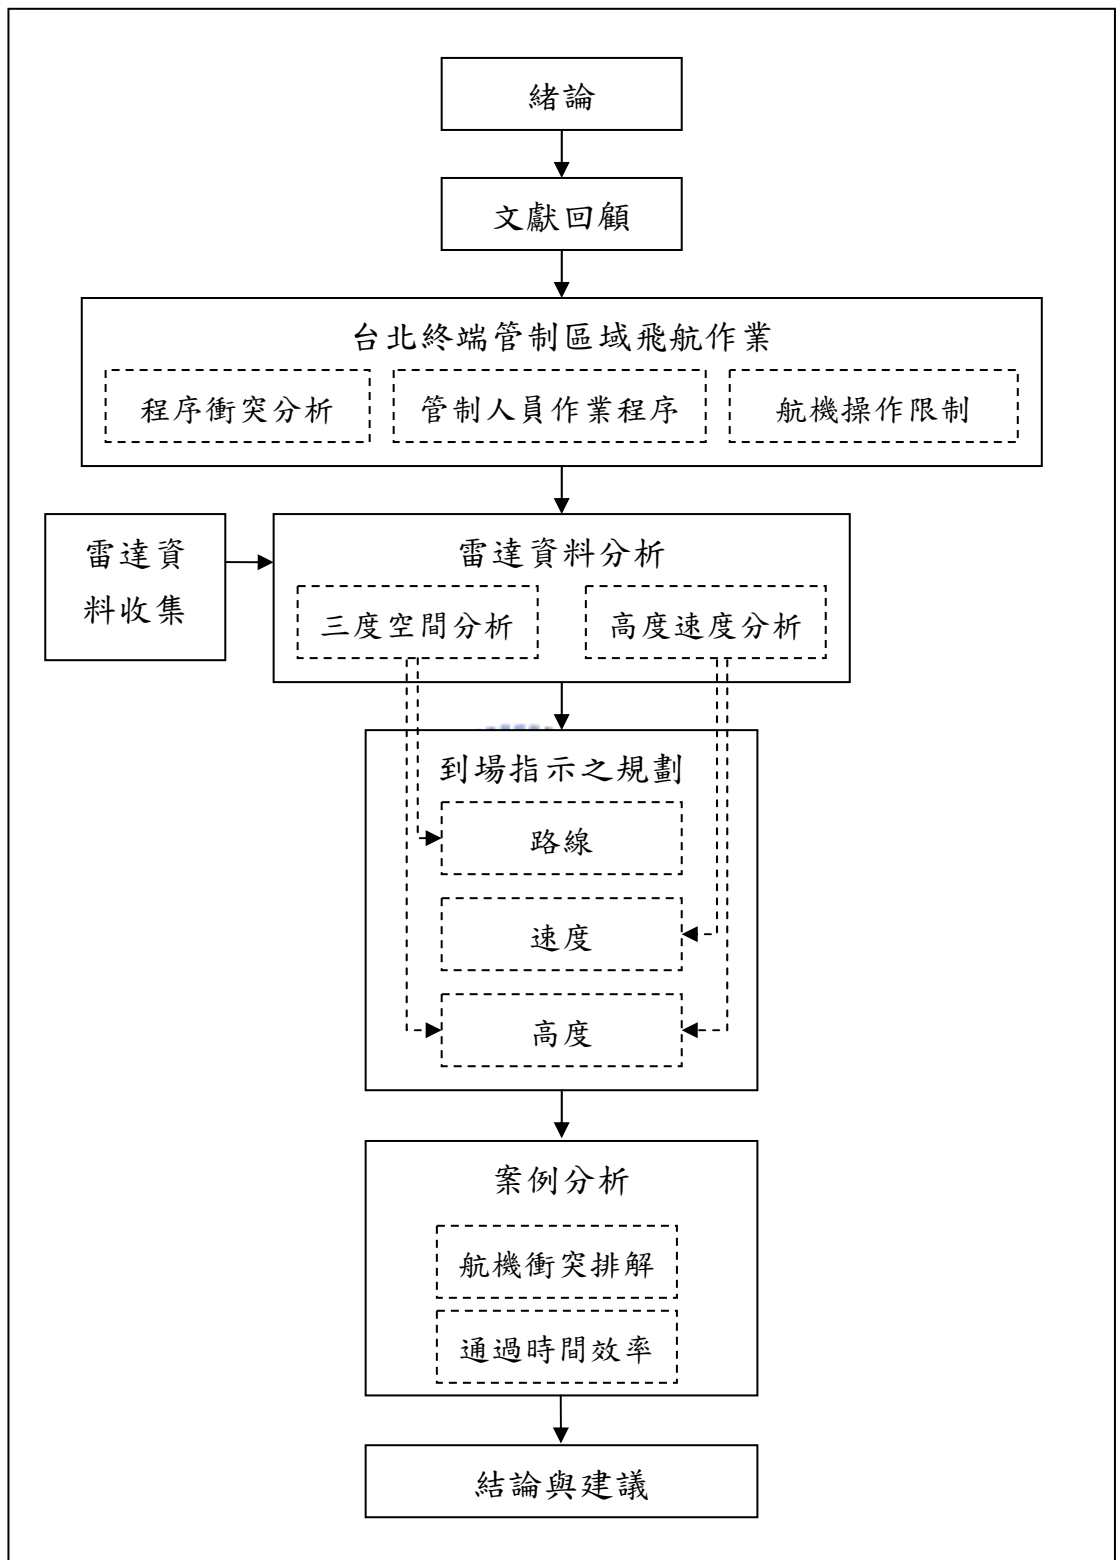 緒論
文獻回顧
台北終端管制區域飛航作業
程序衝突分析
管制人員作業程序
航機操作限制
雷達資
料收集
雷達資料分析
三度空間分析
高度速度分析
到場指示之規劃
路線
速度
高度
案例分析
航機衝突排解
通過時間效率
結論與建議